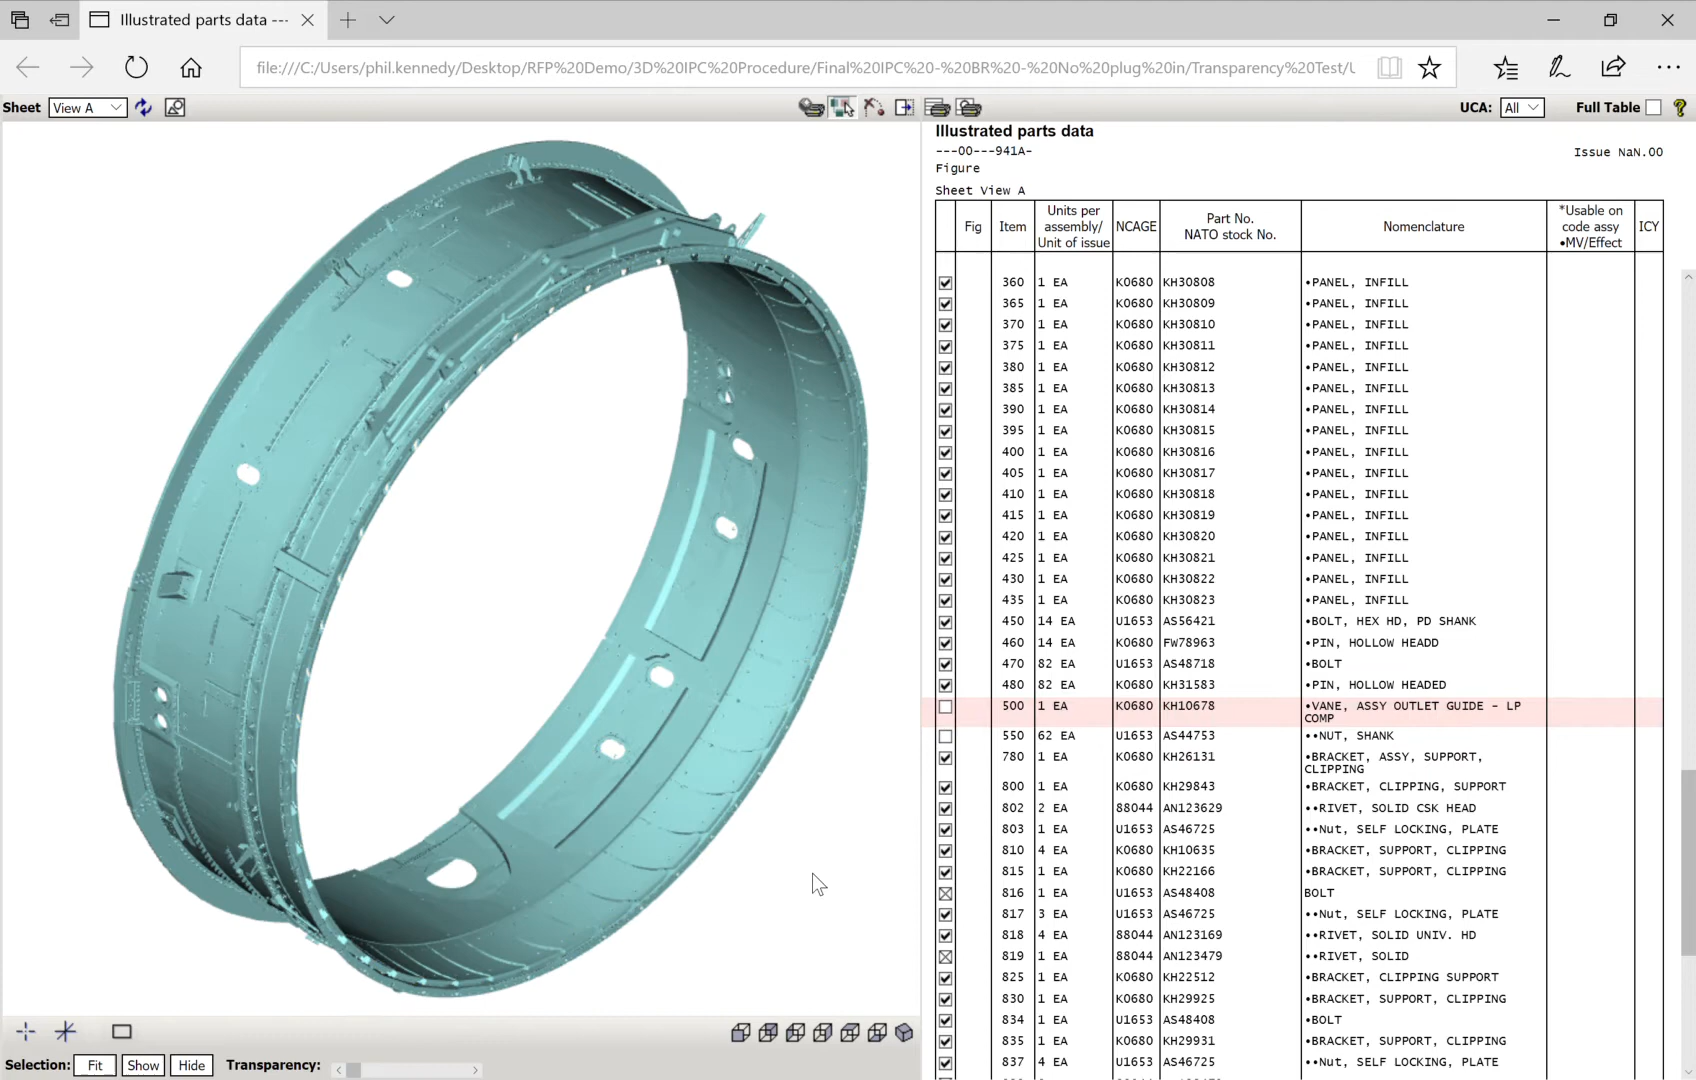 Illustrated parts data ---
file:///C:/Users/phil.kennedy/Desktop/RFP%20Demo/3D%20IPC%20Procedure/Final%20IPC%20-%20BR%20-%20No%20plug%20in/Transparency%20Test/U
Sheet View A UCA: All Full Table ?
Illustrated parts data
---00---941A-
Issue NaN.00
Figure
Sheet View A
Fig Item Units per assembly/ Unit of issue NCAGE Part No. NATO stock No. Nomenclature *Usable on code assy •MV/Effect ICY
360 1 EA K0680 KH30808 •PANEL, INFILL
365 1 EA K0680 KH30809 •PANEL, INFILL
370 1 EA K0680 KH30810 •PANEL, INFILL
375 1 EA K0680 KH30811 •PANEL, INFILL
380 1 EA K0680 KH30812 •PANEL, INFILL
385 1 EA K0680 KH30813 •PANEL, INFILL
390 1 EA K0680 KH30814 •PANEL, INFILL
395 1 EA K0680 KH30815 •PANEL, INFILL
400 1 EA K0680 KH30816 •PANEL, INFILL
405 1 EA K0680 KH30817 •PANEL, INFILL
410 1 EA K0680 KH30818 •PANEL, INFILL
415 1 EA K0680 KH30819 •PANEL, INFILL
420 1 EA K0680 KH30820 •PANEL, INFILL
425 1 EA K0680 KH30821 •PANEL, INFILL
430 1 EA K0680 KH30822 •PANEL, INFILL
435 1 EA K0680 KH30823 •PANEL, INFILL
450 14 EA U1653 AS56421 •BOLT, HEX HD, PD SHANK
460 14 EA K0680 FW78963 •PIN, HOLLOW HEADD
470 82 EA U1653 AS48718 •BOLT
480 82 EA K0680 KH31583 •PIN, HOLLOW HEADED
500 1 EA K0680 KH10678 •VANE, ASSY OUTLET GUIDE - LP
COMP
550 62 EA U1653 AS44753 ••NUT, SHANK
780 1 EA K0680 KH26131 •BRACKET, ASSY, SUPPORT,
CLIPPING
800 1 EA K0680 KH29843 •BRACKET, CLIPPING, SUPPORT
802 2 EA 88044 AN123629 ••RIVET, SOLID CSK HEAD
803 1 EA U1653 AS46725 ••Nut, SELF LOCKING, PLATE
810 4 EA K0680 KH10635 •BRACKET, SUPPORT, CLIPPING
815 1 EA K0680 KH22166 •BRACKET, SUPPORT, CLIPPING
816 1 EA U1653 AS48408 BOLT
817 3 EA U1653 AS46725 ••Nut, SELF LOCKING, PLATE
818 4 EA 88044 AN123169 ••RIVET, SOLID UNIV. HD
819 1 EA 88044 AN123479 ••RIVET, SOLID
825 1 EA K0680 KH22512 •BRACKET, CLIPPING SUPPORT
830 1 EA K0680 KH29925 •BRACKET, SUPPORT, CLIPPING
834 1 EA U1653 AS48408 •BOLT
835 1 EA K0680 KH29931 •BRACKET, SUPPORT, CLIPPING
837 4 EA U1653 AS46725 ••Nut, SELF LOCKING, PLATE
Selection: Fit Show Hide Transparency: